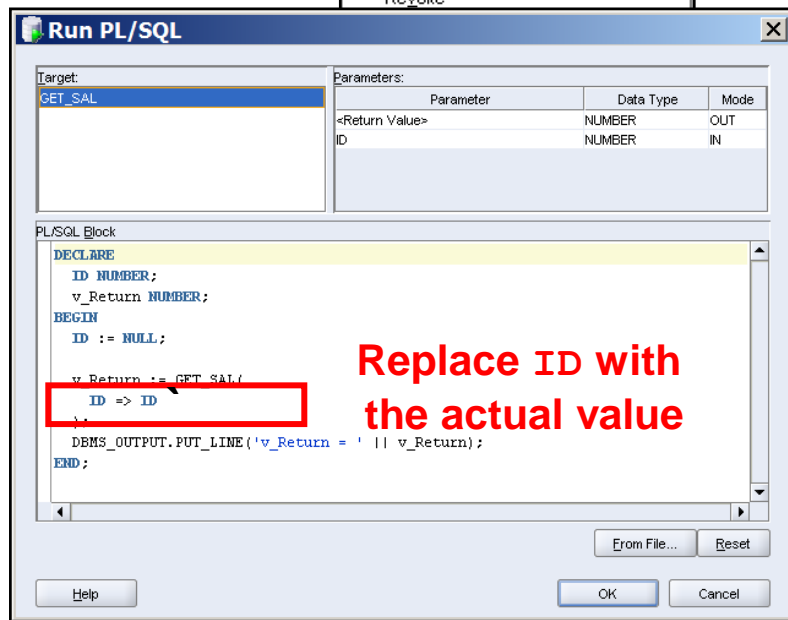 Revoke
Run PL/SQL
Target:
GET_SAL
Parameters:
Parameter Data Type Mode
<Return Value> NUMBER OUT
ID NUMBER IN
PL/SQL Block
DECLARE
ID NUMBER;
v_Return NUMBER;
BEGIN
ID := NULL;
v_Return := GET_SAL(
ID => ID
);
DBMS_OUTPUT.PUT_LINE('v_Return = ' || v_Return);
END;
Replace ID with
the actual value
From File... Reset
Help OK Cancel